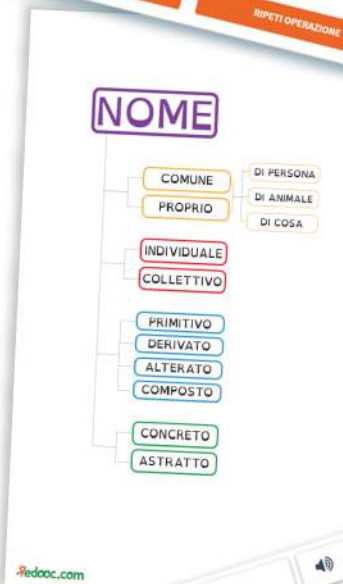 RIPETI OPERAZIONE
NOME
COMUNE
PROPRIO
DI PERSONA
DI ANIMALE
DI COSA
INDIVIDUALE
COLLETTIVO
PRIMITIVO
DERIVATO
ALTERATO
COMPOSTO
CONCRETO
ASTRATTO
Redooc.com